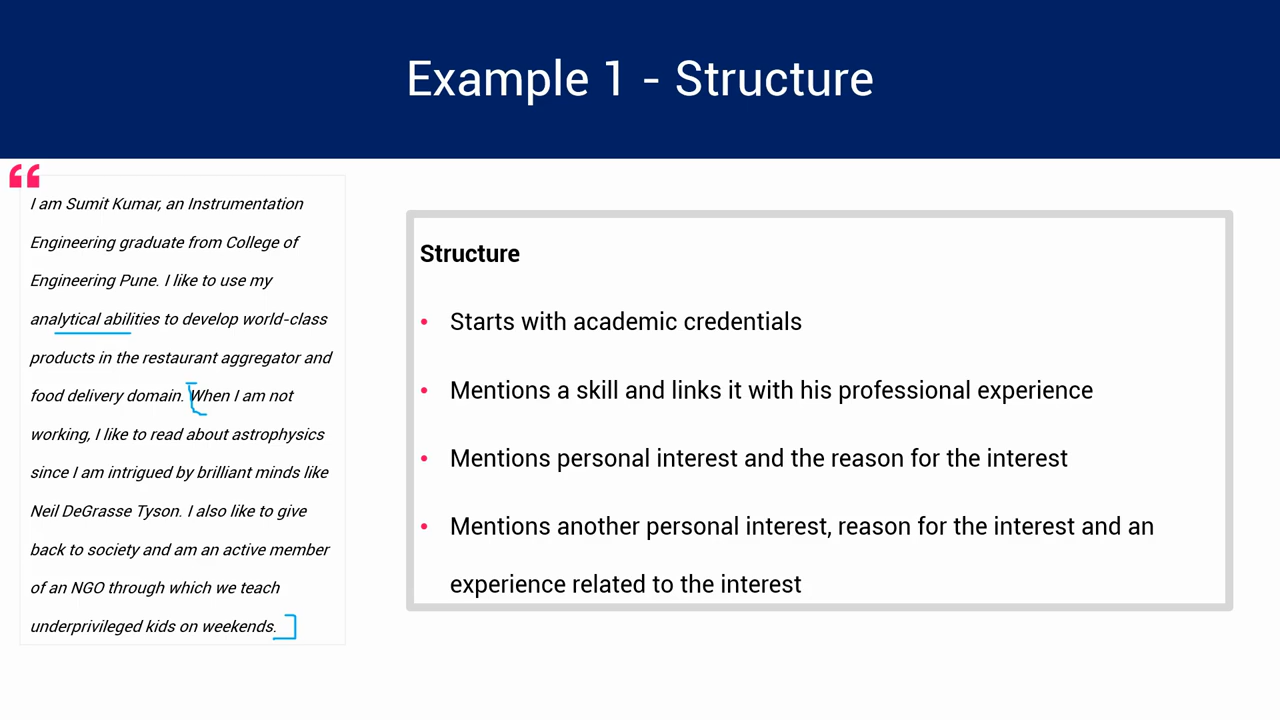 Example 1 - Structure
I am Sumit Kumar, an Instrumentation
Engineering graduate from College of
Engineering Pune. I like to use my
analytical abilities to develop world-class
products in the restaurant aggregator and
food delivery domain. When I am not
working, I like to read about astrophysics
since I am intrigued by brilliant minds like
Neil DeGrasse Tyson. I also like to give
back to society and am an active member
of an NGO through which we teach
underprivileged kids on weekends.
Structure
• Starts with academic credentials
• Mentions a skill and links it with his professional experience
• Mentions personal interest and the reason for the interest
• Mentions another personal interest, reason for the interest and an
experience related to the interest